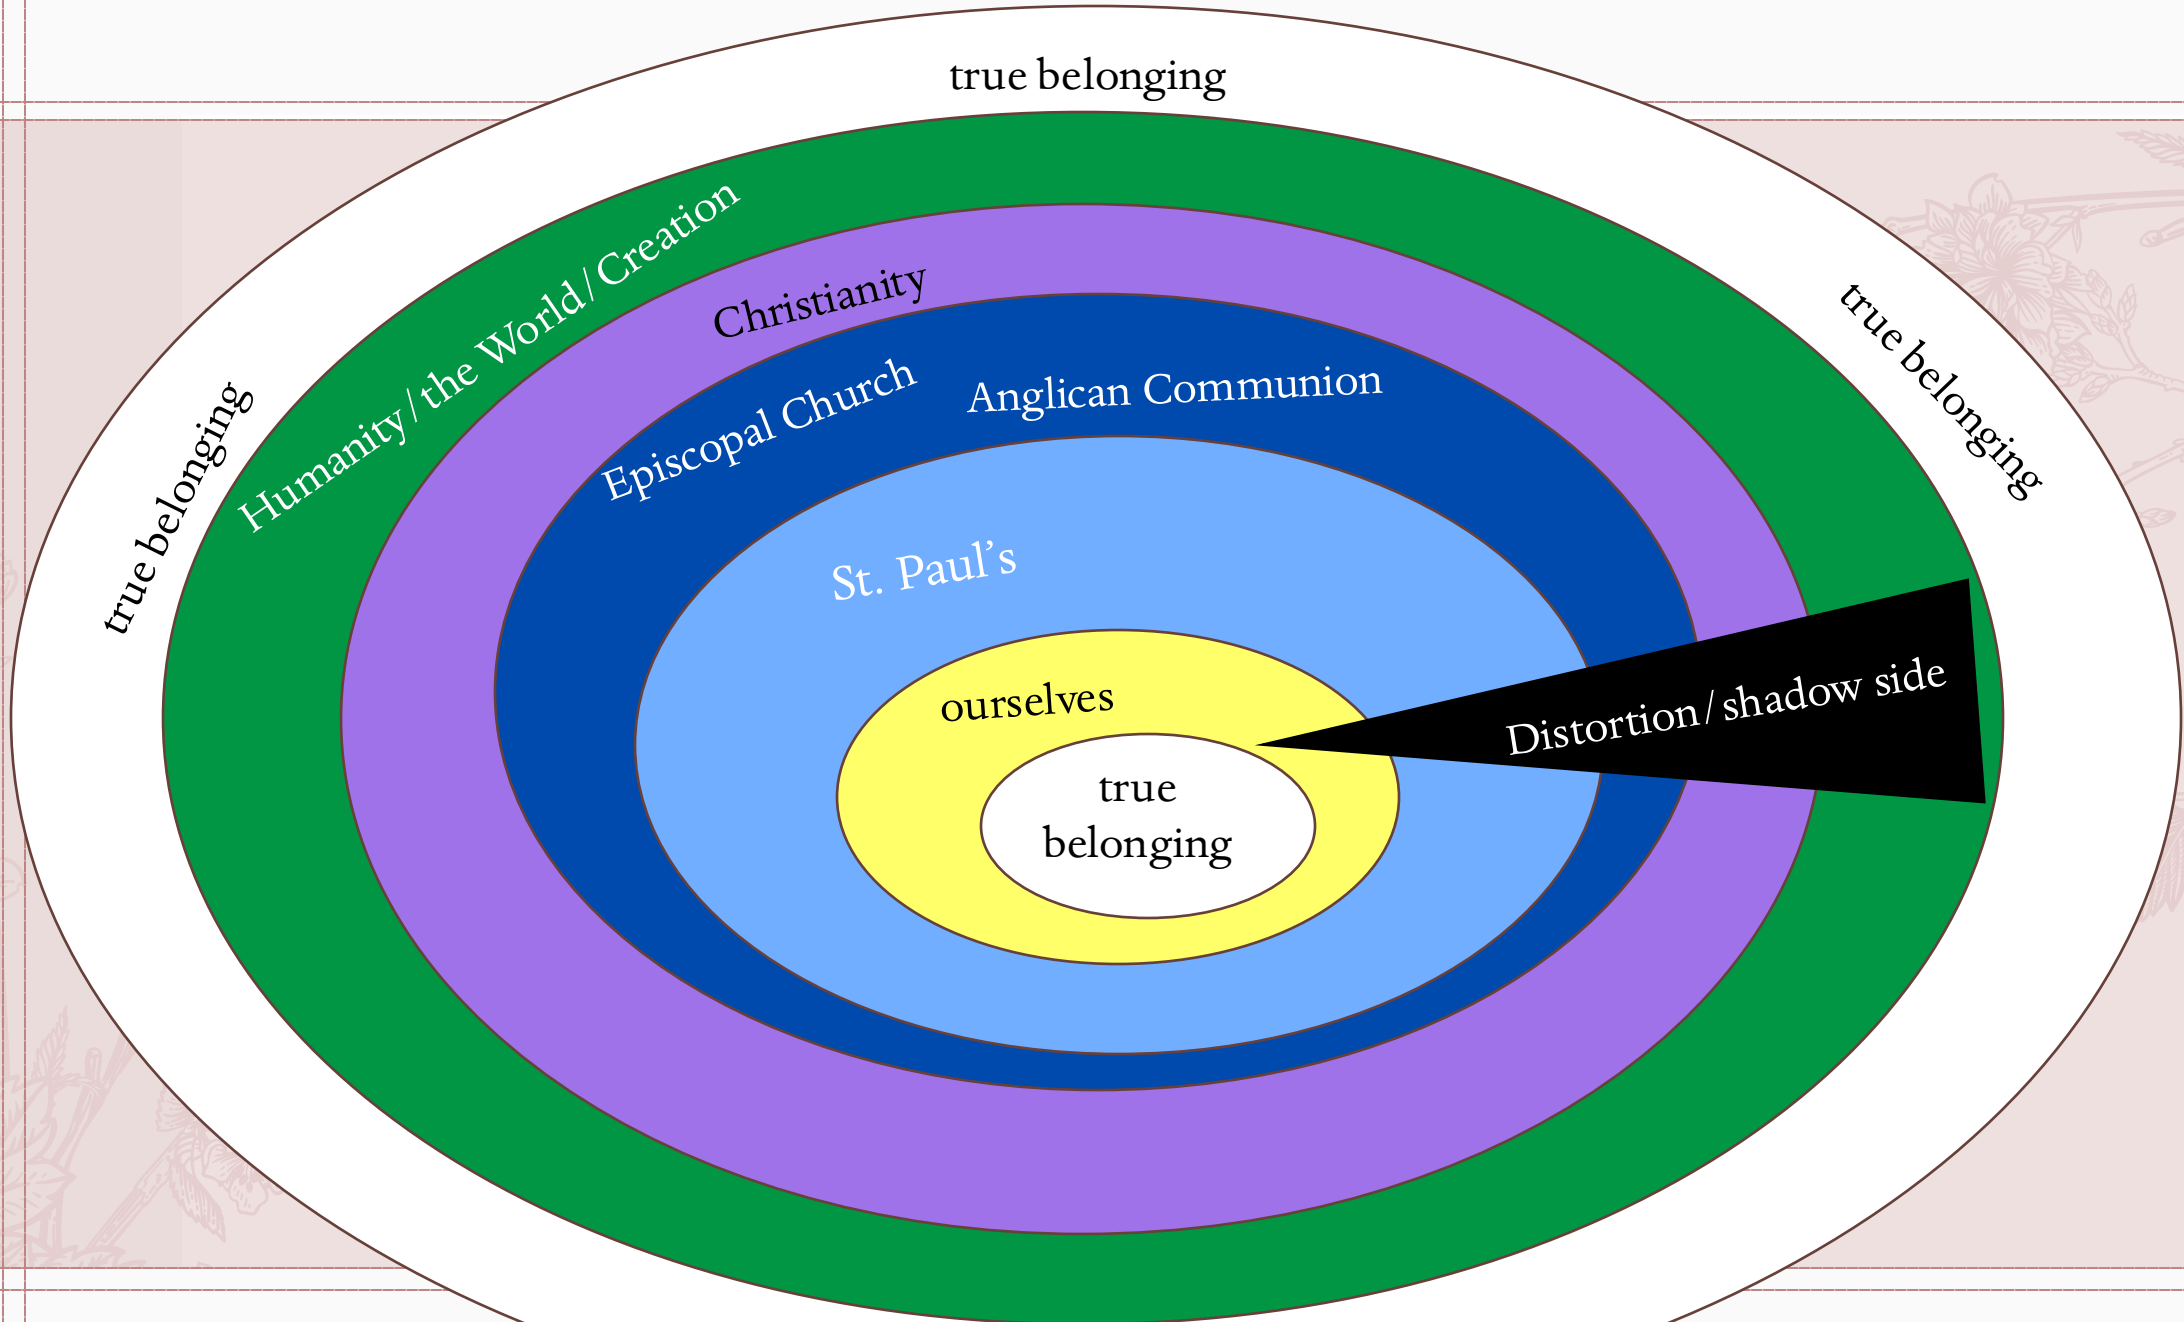 true belonging
Humanity/the World/Creation
true belonging
true belonging
Christianity
Episcopal Church
Anglican Communion
St. Paul’s
ourselves
Distortion/shadow side
true
belonging